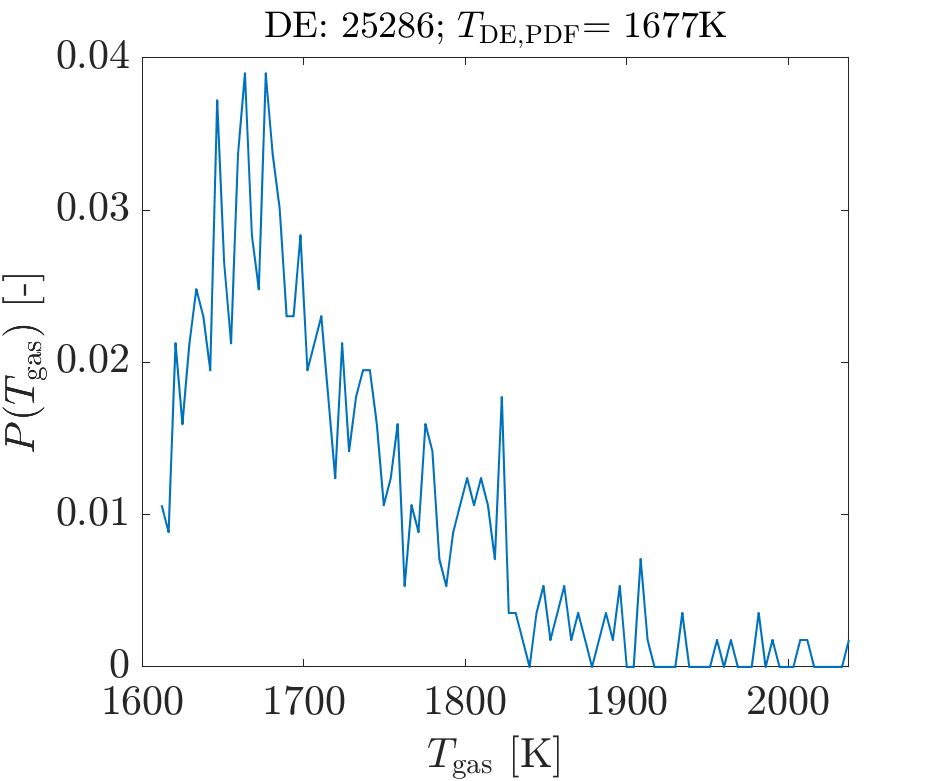 DE: 25286; T_DE,PDF= 1677K
0.04
0.03
0.02
0.01
0
P(T_gas) [-]
1600 1700 1800 1900 2000
T_gas [K]